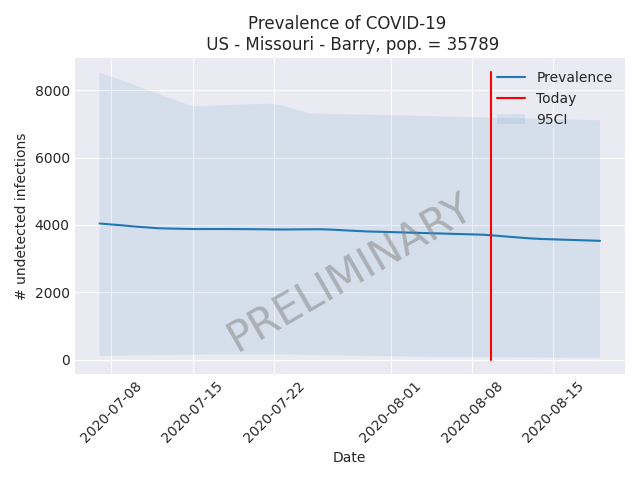 Prevalence of COVID-19
US - Missouri - Barry, pop. = 35789
Prevalence
Today
95CI
# undetected infections
8000
6000
4000
2000
0
PRELIMINARY
2020-07-08
2020-07-15
2020-07-22
2020-08-01
2020-08-08
2020-08-15
Date